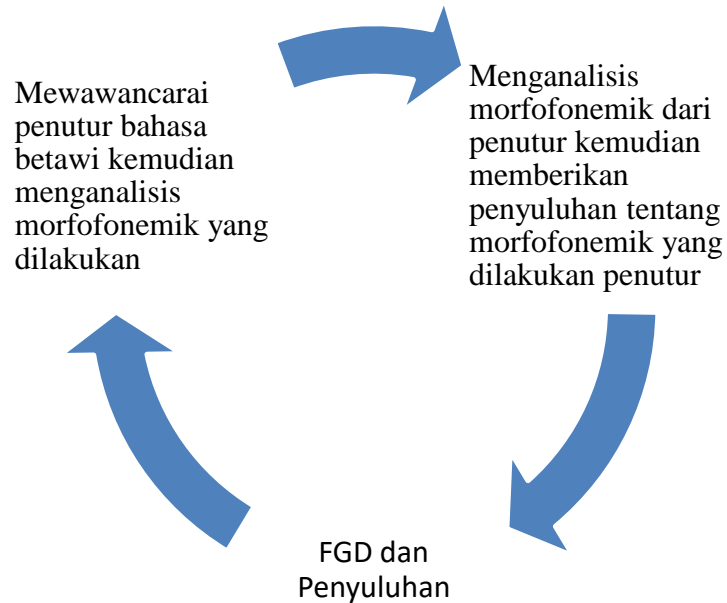 Mewawancarai
penutur bahasa
betawi kemudian
menganalisis
morfofonemik yang
dilakukan
Menganalisis
morfofonemik dari
penutur kemudian
memberikan
penyuluhan tentang
morfofonemik yang
dilakukan penutur
FGD dan
Penyuluhan